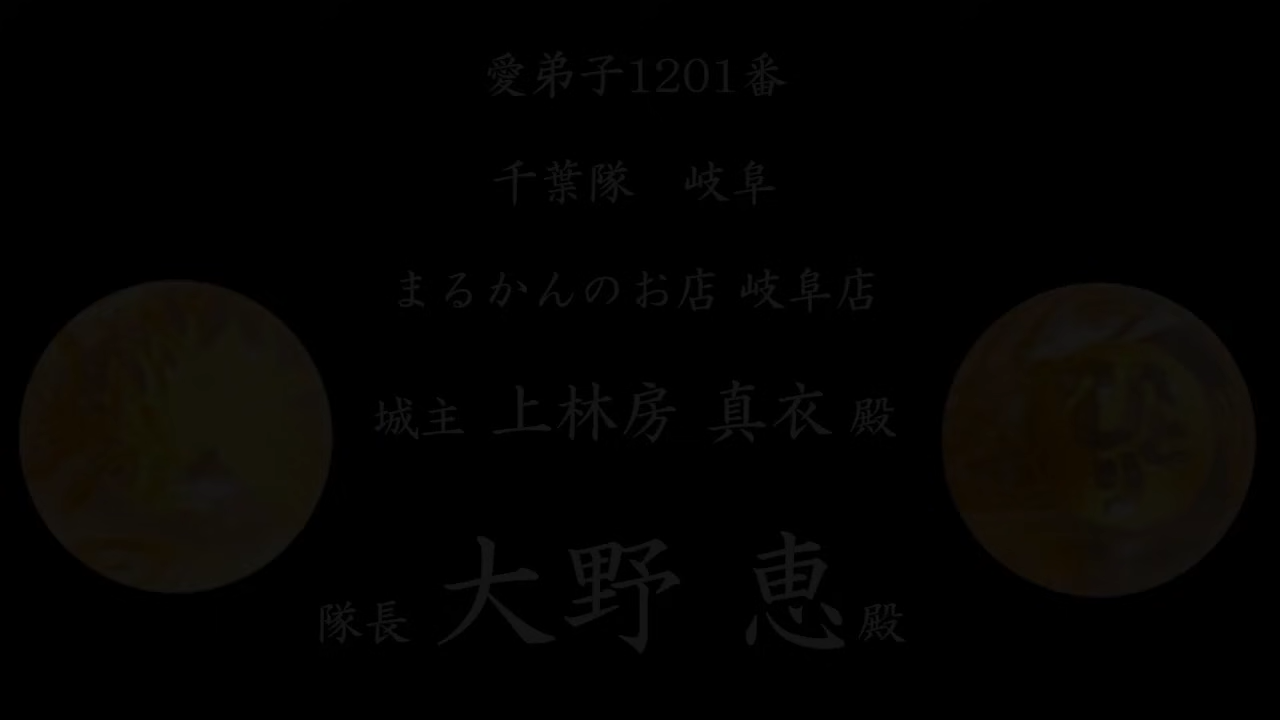 愛弟子1201番
千葉隊　岐阜
まるかんのお店 岐阜店
城主 上林房 真衣 殿
隊長 大野 恵 殿